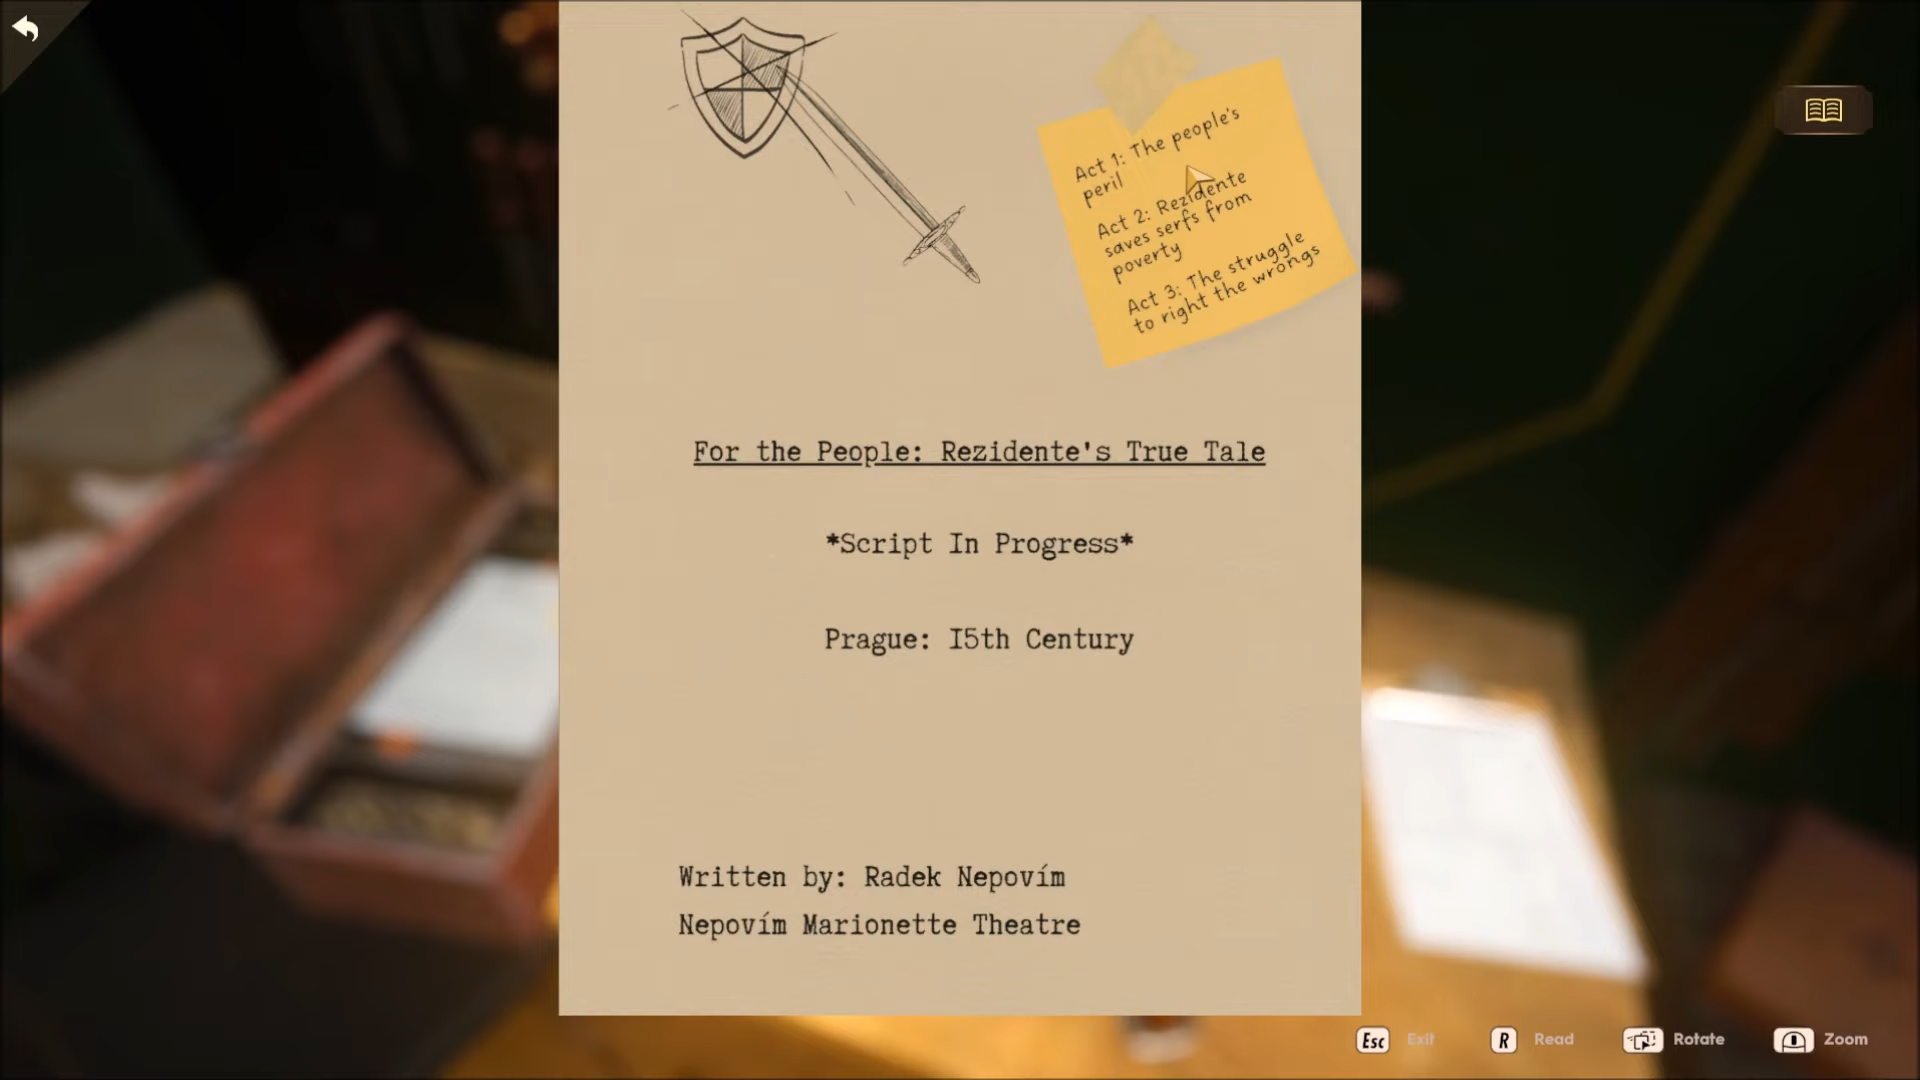 Act 1: The people's
peril
Act 2: Rezidente
saves serfs from
poverty
Act 3: The struggle
to right the wrongs
For the People: Rezidente's True Tale
*Script In Progress*
Prague: I5th Century
Written by: Radek Nepovím
Nepovím Marionette Theatre
Esc Exit R Read Rotate Zoom